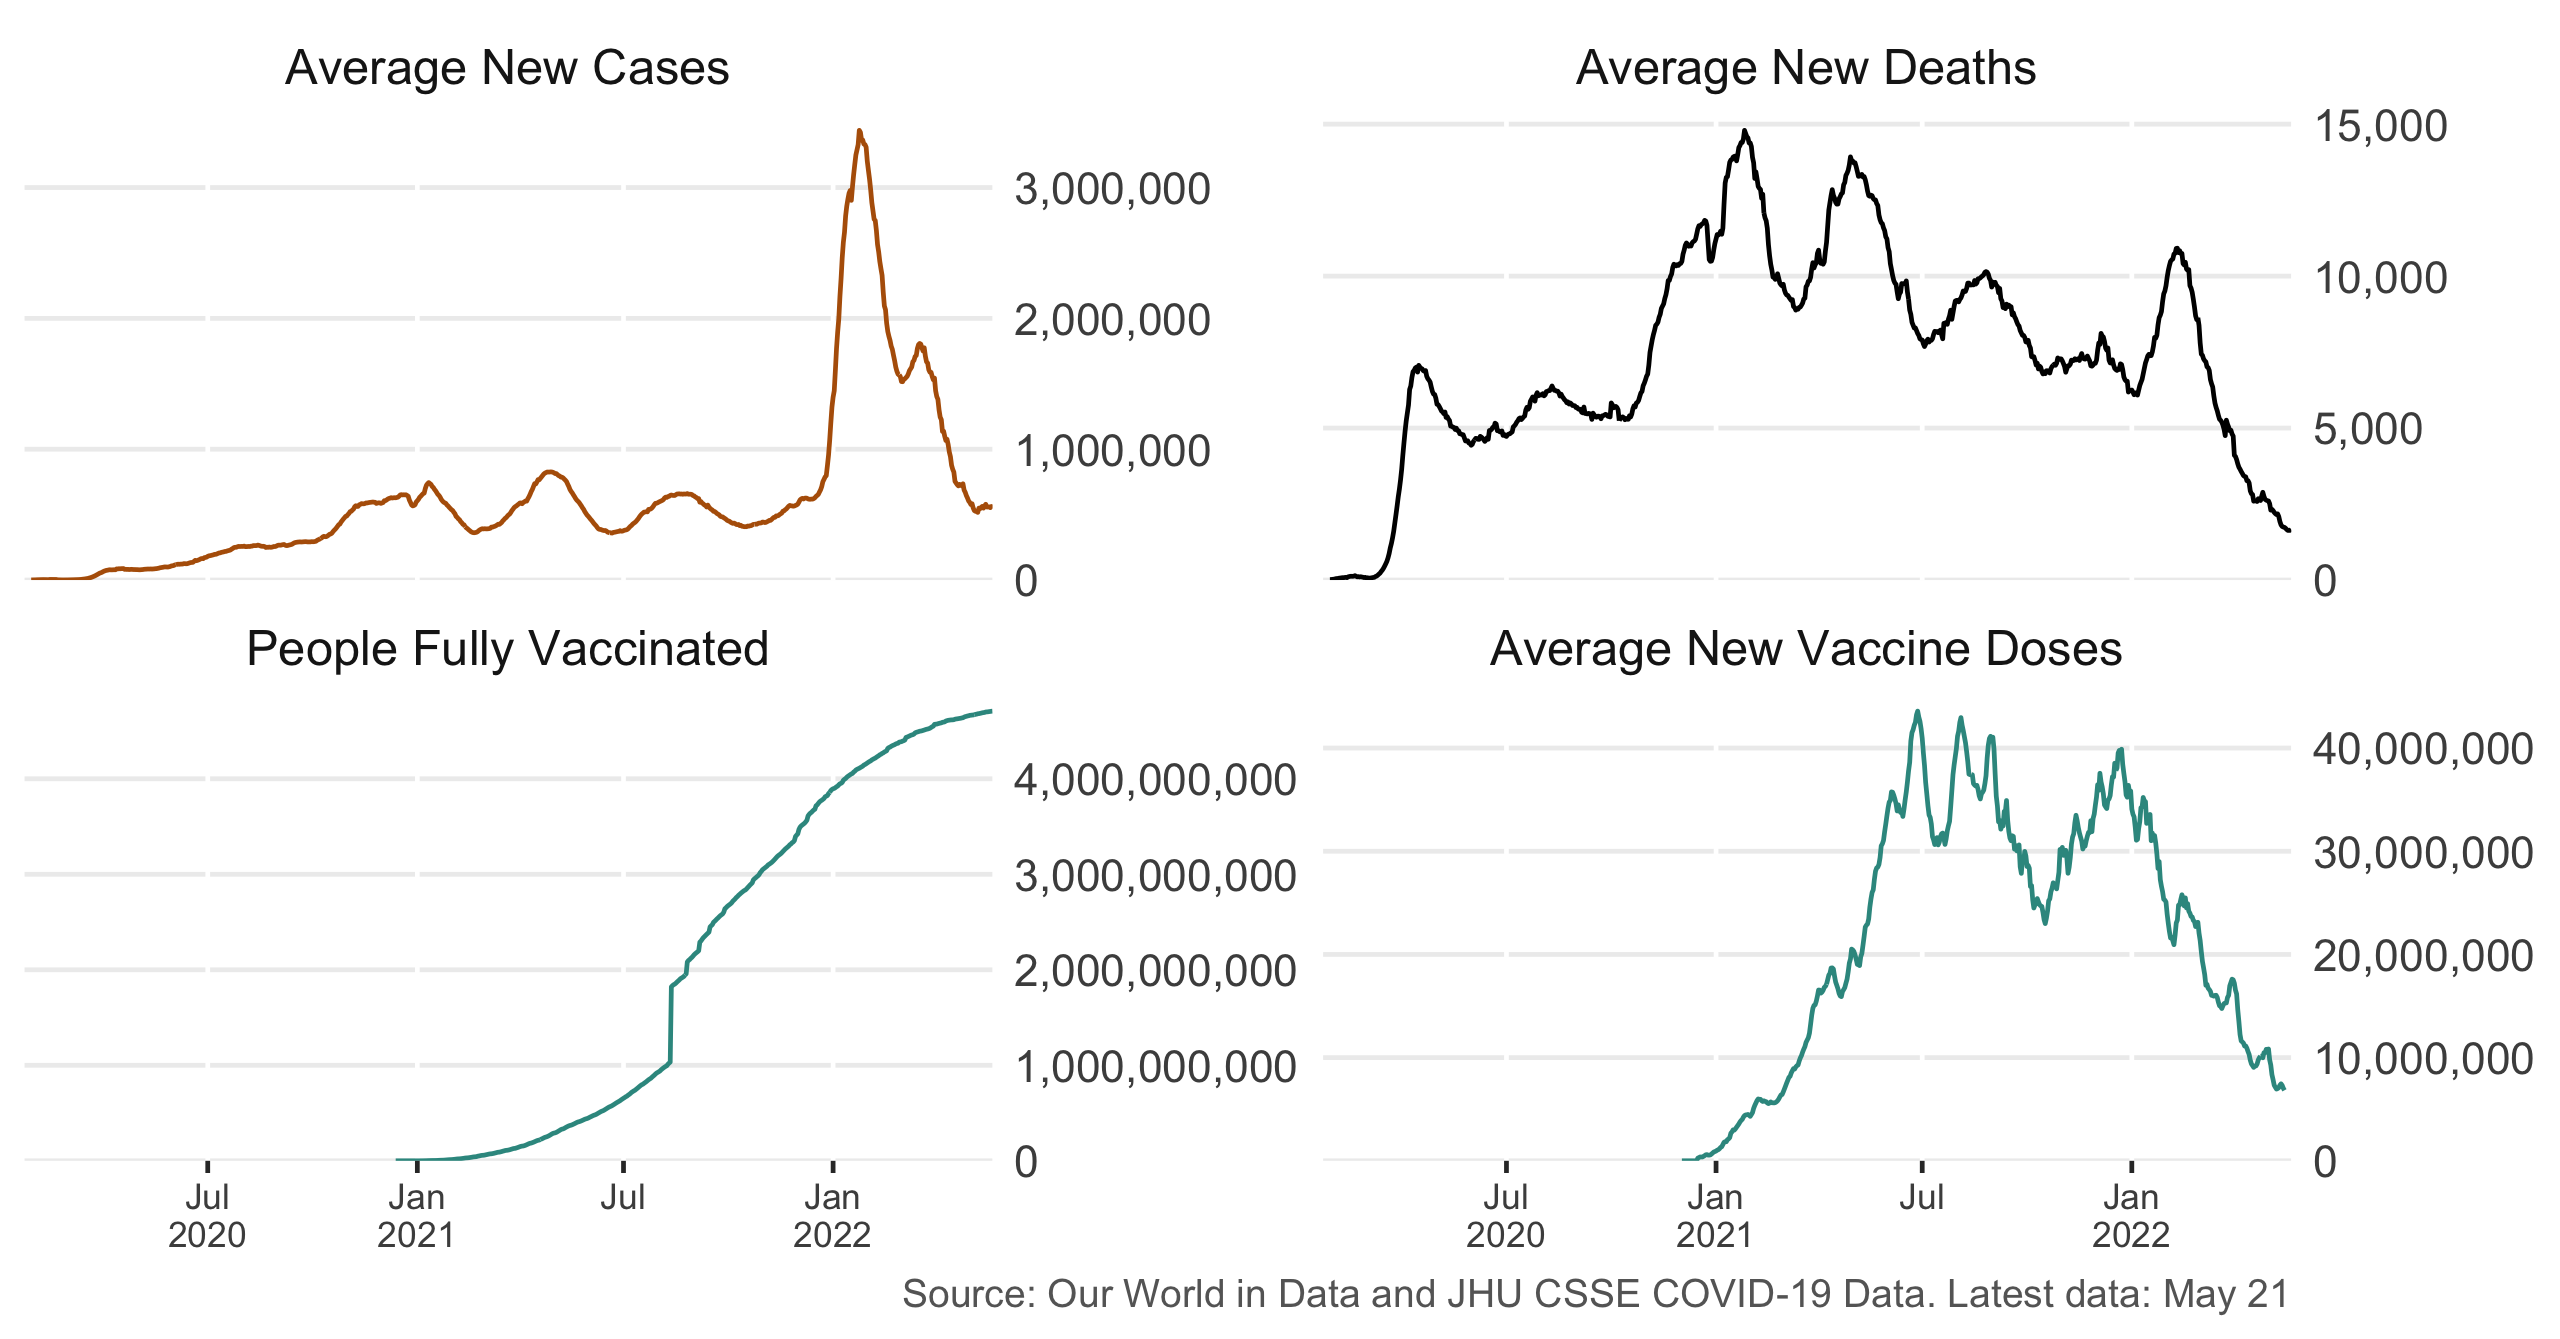 Average New Cases
3,000,000
2,000,000
1,000,000
0
Average New Deaths
15,000
10,000
5,000
0
People Fully Vaccinated
4,000,000,000
3,000,000,000
2,000,000,000
1,000,000,000
0
Jul
2020
Jan
2021
Jul
Jan
2022
Average New Vaccine Doses
40,000,000
30,000,000
20,000,000
10,000,000
0
Jul
2020
Jan
2021
Jul
Jan
2022
Source: Our World in Data and JHU CSSE COVID-19 Data. Latest data: May 21